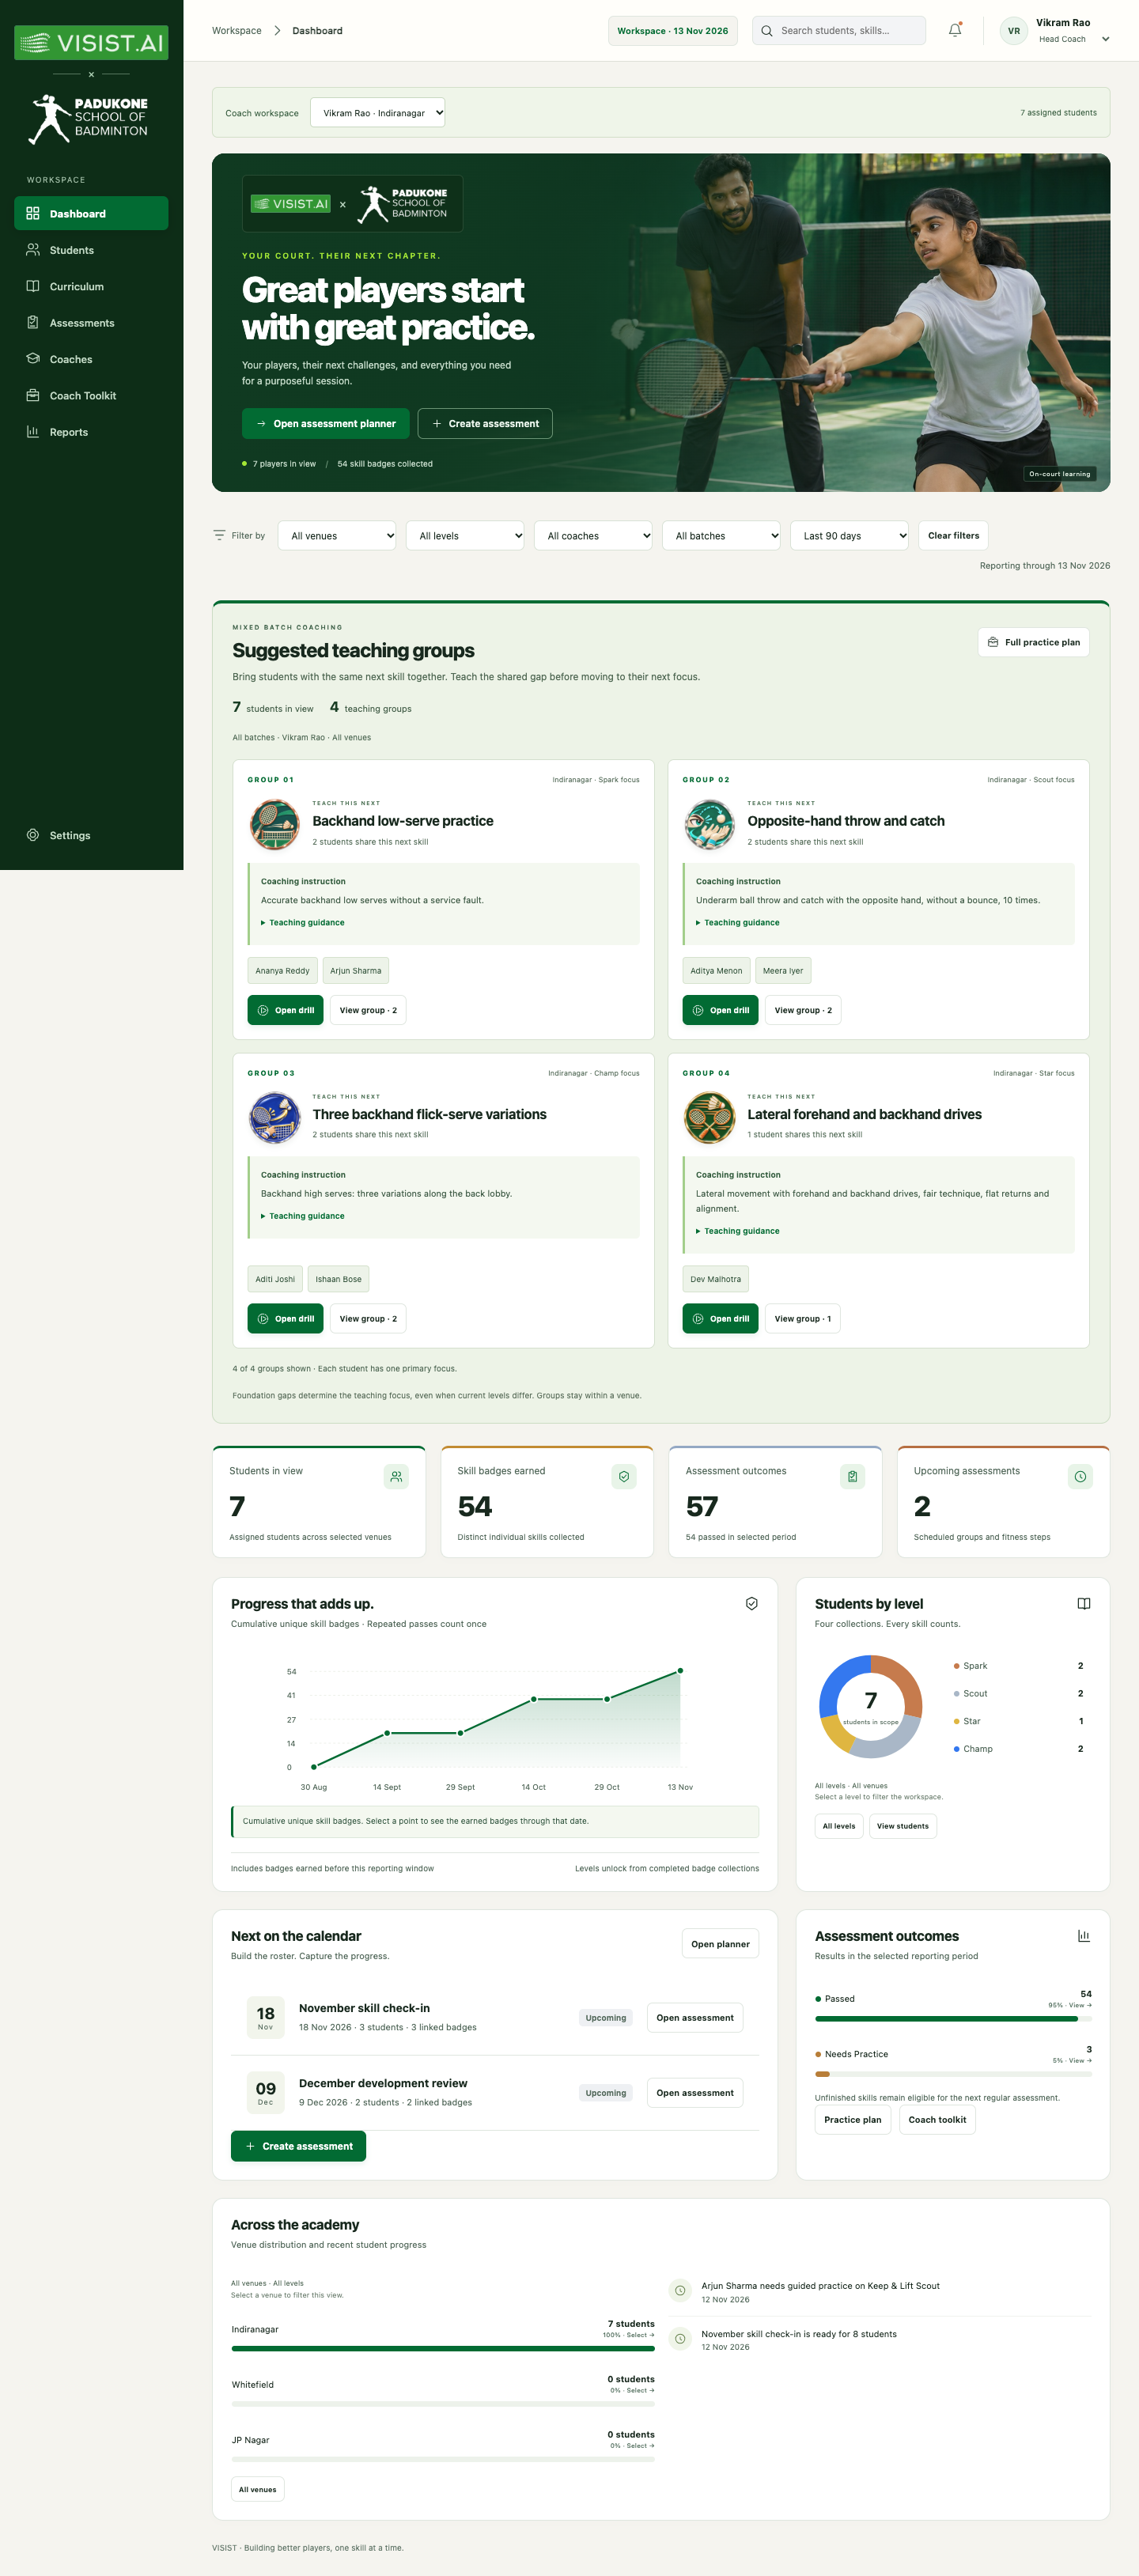 VISIST.AI
×
PADUKONE
SCHOOL OF
BADMINTON
WORKSPACE
Dashboard
Students
Curriculum
Assessments
Coaches
Coach Toolkit
Reports
Settings
Workspace
Dashboard
Workspace · 13 Nov 2026
Search students, skills...
VR
Vikram Rao
Head Coach
Coach workspace
Vikram Rao · Indiranagar
7 assigned students
VISIST.AI × PADUKONE
SCHOOL OF
BADMINTON
YOUR COURT. THEIR NEXT CHAPTER.
Great players start
with great practice.
Your players, their next challenges, and everything you need
for a purposeful session.
→ Open assessment planner
+ Create assessment
7 players in view / 54 skill badges collected
On-court learning
Filter by
All venues
All levels
All coaches
All batches
Last 90 days
Clear filters
Reporting through 13 Nov 2026
MIXED BATCH COACHING
Suggested teaching groups
Full practice plan
Bring students with the same next skill together. Teach the shared gap before moving to their next focus.
7 students in view 4 teaching groups
All batches · Vikram Rao · All venues
GROUP 01
Indiranagar · Spark focus
TEACH THIS NEXT
Backhand low-serve practice
2 students share this next skill
Coaching instruction
Accurate backhand low serves without a service fault.
▸ Teaching guidance
Ananya Reddy
Arjun Sharma
Open drill
View group · 2
GROUP 02
Indiranagar · Scout focus
TEACH THIS NEXT
Opposite-hand throw and catch
2 students share this next skill
Coaching instruction
Underarm ball throw and catch with the opposite hand, without a bounce, 10 times.
▸ Teaching guidance
Aditya Menon
Meera Iyer
Open drill
View group · 2
GROUP 03
Indiranagar · Champ focus
TEACH THIS NEXT
Three backhand flick-serve variations
2 students share this next skill
Coaching instruction
Backhand high serves: three variations along the back lobby.
▸ Teaching guidance
Aditi Joshi
Ishaan Bose
Open drill
View group · 2
GROUP 04
Indiranagar · Star focus
TEACH THIS NEXT
Lateral forehand and backhand drives
1 student shares this next skill
Coaching instruction
Lateral movement with forehand and backhand drives, fair technique, flat returns and
alignment.
▸ Teaching guidance
Dev Malhotra
Open drill
View group · 1
4 of 4 groups shown · Each student has one primary focus.
Foundation gaps determine the teaching focus, even when current levels differ. Groups stay within a venue.
Students in view
7
Assigned students across selected venues
Skill badges earned
54
Distinct individual skills collected
Assessment outcomes
57
54 passed in selected period
Upcoming assessments
2
Scheduled groups and fitness steps
Progress that adds up.
Cumulative unique skill badges · Repeated passes count once
54
41
27
14
0
30 Aug
14 Sept
29 Sept
14 Oct
29 Oct
13 Nov
Cumulative unique skill badges. Select a point to see the earned badges through that date.
Includes badges earned before this reporting window
Levels unlock from completed badge collections
Students by level
Four collections. Every skill counts.
7
students in scope
Spark 2
Scout 2
Star 1
Champ 2
All levels · All venues
Select a level to filter the workspace.
All levels
View students
Next on the calendar
Build the roster. Capture the progress.
Open planner
18
Nov
November skill check-in
18 Nov 2026 · 3 students · 3 linked badges
Upcoming
Open assessment
09
Dec
December development review
9 Dec 2026 · 2 students · 2 linked badges
Upcoming
Open assessment
+ Create assessment
Assessment outcomes
Results in the selected reporting period
Passed
54
95% · View →
Needs Practice
3
5% · View →
Unfinished skills remain eligible for the next regular assessment.
Practice plan
Coach toolkit
Across the academy
Venue distribution and recent student progress
All venues · All levels
Select a venue to filter this view.
Indiranagar
7 students
100% · Select →
Whitefield
0 students
0% · Select →
JP Nagar
0 students
0% · Select →
All venues
Arjun Sharma needs guided practice on Keep & Lift Scout
12 Nov 2026
November skill check-in is ready for 8 students
12 Nov 2026
VISIST · Building better players, one skill at a time.